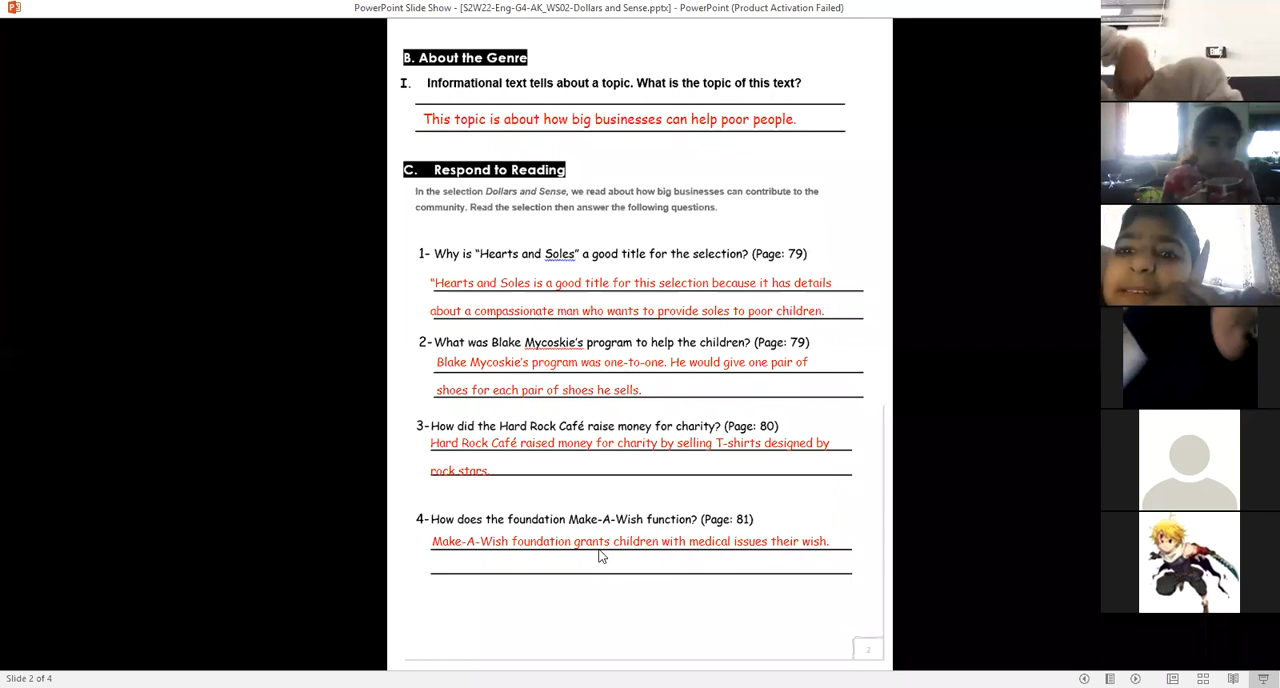 PowerPoint Slide Show - [S2W22-Eng-G4-AK_WS02-Dollars and Sense.pptx] - PowerPoint (Product Activation Failed)
B. About the Genre
I. Informational text tells about a topic. What is the topic of this text?
This topic is about how big businesses can help poor people.
C. Respond to Reading
In the selection Dollars and Sense, we read about how big businesses can contribute to the
community. Read the selection then answer the following questions.
1- Why is “Hearts and Soles” a good title for the selection? (Page: 79)
“Hearts and Soles is a good title for this selection because it has details
about a compassionate man who wants to provide soles to poor children.
2- What was Blake Mycoskie’s program to help the children? (Page: 79)
Blake Mycoskie’s program was one-to-one. He would give one pair of
shoes for each pair of shoes he sells.
3- How did the Hard Rock Café raise money for charity? (Page: 80)
Hard Rock Café raised money for charity by selling T-shirts designed by
rock stars.
4- How does the foundation Make-A-Wish function? (Page: 81)
Make-A-Wish foundation grants children with medical issues their wish.
2
Slide 2 of 4